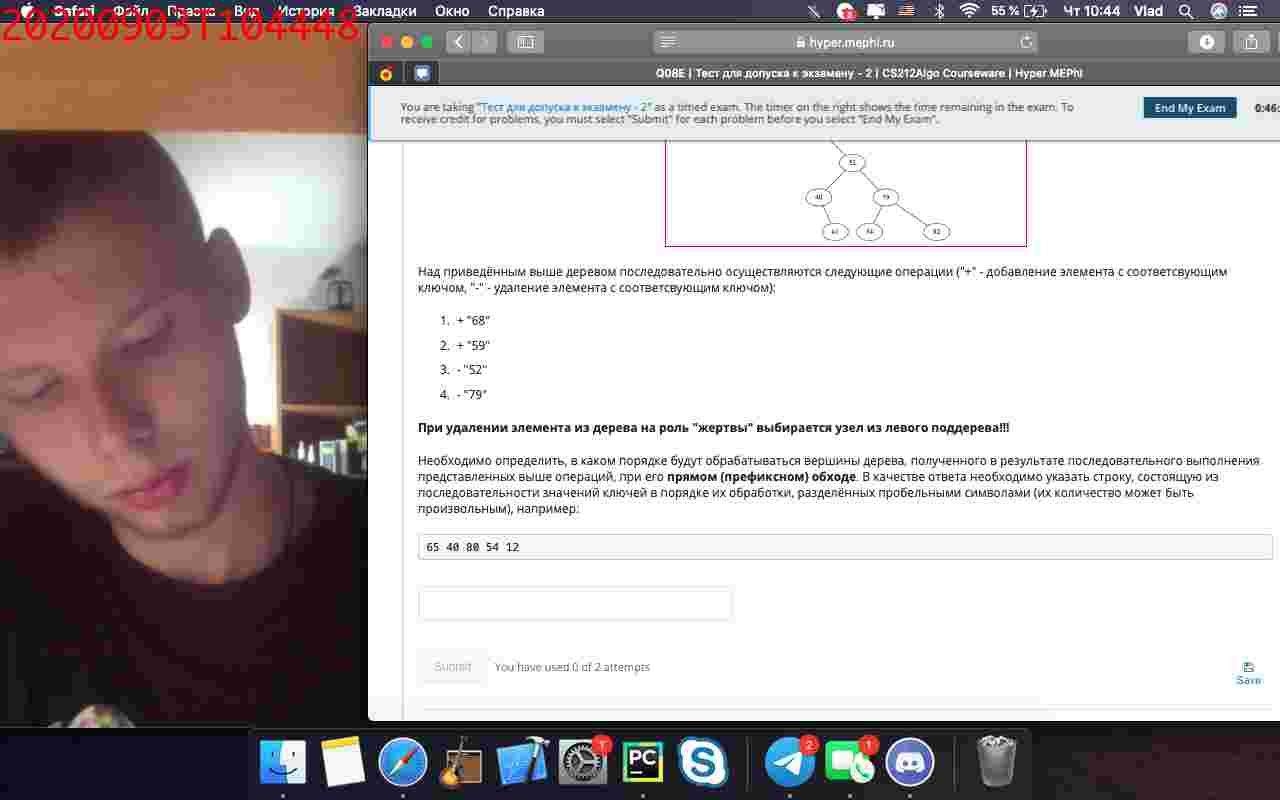 20200903T104448
Safari Файл Правка Вид История Закладки Окно Справка 55 % Чт 10:44 Vlad
hyper.mephi.ru
Q08E | Тест для допуска к экзамену - 2 | CS212Algo Courseware | Hyper.MEPhI
You are taking "Тест для допуска к экзамену - 2" as a timed exam. The timer on the right shows the time remaining in the exam. To
receive credit for problems, you must select "Submit" for each problem before you select "End My Exam".
End My Exam
0:46:
40 79
Над приведённым выше деревом последовательно осуществляются следующие операции ("+" - добавление элемента с соответсвующим
ключом, "-" - удаление элемента с соответсвующим ключом):
1. + "68"
2. + "59"
3. - "52"
4. - "79"
При удалении элемента из дерева на роль "жертвы" выбирается узел из левого поддерева!!!
Необходимо определить, в каком порядке будут обрабатываться вершины дерева, полученного в результате последовательного выполнения
представленных выше операций, при его прямом (префиксном) обходе. В качестве ответа необходимо указать строку, состоящую из
последовательности значений ключей в порядке их обработки, разделённых пробельными символами (их количество может быть
произвольным), например:
65 40 80 54 12
Submit You have used 0 of 2 attempts
Save
PC
2
1